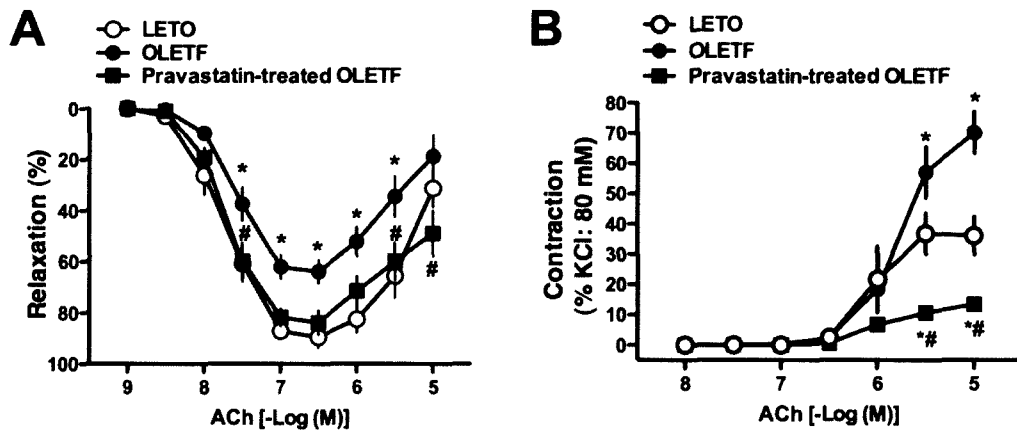 A
LETO
OLETF
Pravastatin-treated OLETF
Relaxation (%)
0
20
40
60
80
100
* * * * *
# # #
9 8 7 6 5
ACh [-Log (M)]
B
LETO
OLETF
Pravastatin-treated OLETF
Contraction
(% KCl: 80 mM)
80
70
60
50
40
30
20
10
0
* *
*# *#
8 7 6 5
ACh [-Log (M)]